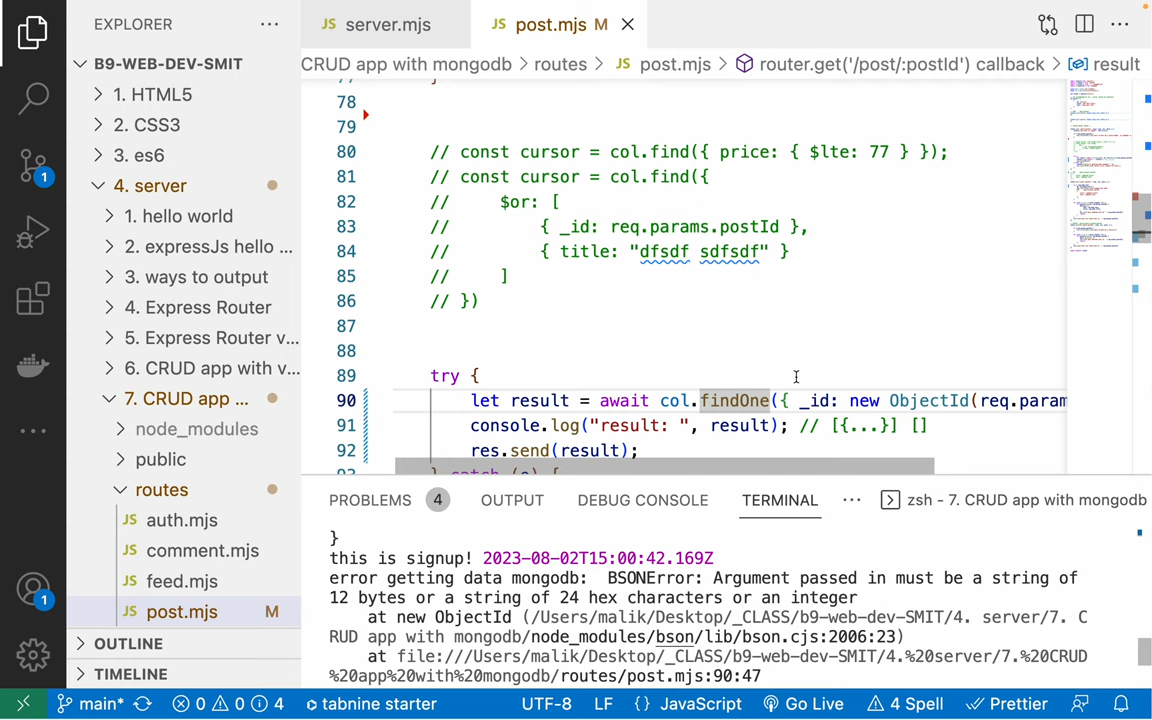 EXPLORER
JS server.mjs
JS post.mjs M
B9-WEB-DEV-SMIT
CRUD app with mongodb > routes > JS post.mjs > router.get('/post/:postId') callback > result
1. HTML5
2. CSS3
3. es6
4. server
1. hello world
2. expressJs hello ...
3. ways to output
4. Express Router
5. Express Router v...
6. CRUD app with v...
7. CRUD app ...
node_modules
public
routes
JS auth.mjs
JS comment.mjs
JS feed.mjs
JS post.mjs M
OUTLINE
TIMELINE
1
1
78
79
80 // const cursor = col.find({ price: { $lte: 77 } });
81 // const cursor = col.find({
82 // $or: [
83 // { _id: req.params.postId },
84 // { title: "dfsdf sdfsdf" }
85 // ]
86 // })
87
88
89 try {
90 let result = await col.findOne({ _id: new ObjectId(req.param
91 console.log("result: ", result); // [{...}] []
92 res.send(result);
PROBLEMS 4 OUTPUT DEBUG CONSOLE TERMINAL ... zsh - 7. CRUD app with mongodb
}
this is signup! 2023-08-02T15:00:42.169Z
error getting data mongodb:  BSONError: Argument passed in must be a string of
12 bytes or a string of 24 hex characters or an integer
at new ObjectId (/Users/malik/Desktop/_CLASS/b9-web-dev-SMIT/4. server/7. C
RUD app with mongodb/node_modules/bson/lib/bson.cjs:2006:23)
at file:///Users/malik/Desktop/_CLASS/b9-web-dev-SMIT/4.%20server/7.%20CRUD
%20app%20with%20mongodb/routes/post.mjs:90:47
main* 0 0 4 tabnine starter UTF-8 LF {} JavaScript Go Live 4 Spell Prettier